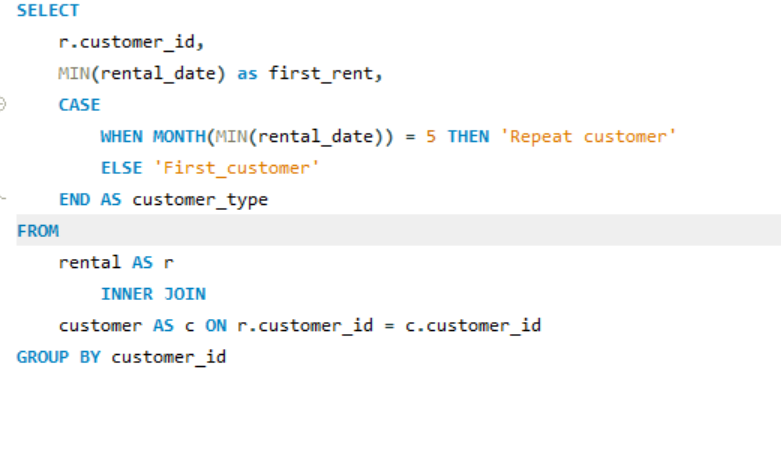 SELECT
r.customer_id,
MIN(rental_date) as first_rent,
CASE
WHEN MONTH(MIN(rental_date)) = 5 THEN 'Repeat customer'
ELSE 'First_customer'
END AS customer_type
FROM
rental AS r
INNER JOIN
customer AS c ON r.customer_id = c.customer_id
GROUP BY customer_id